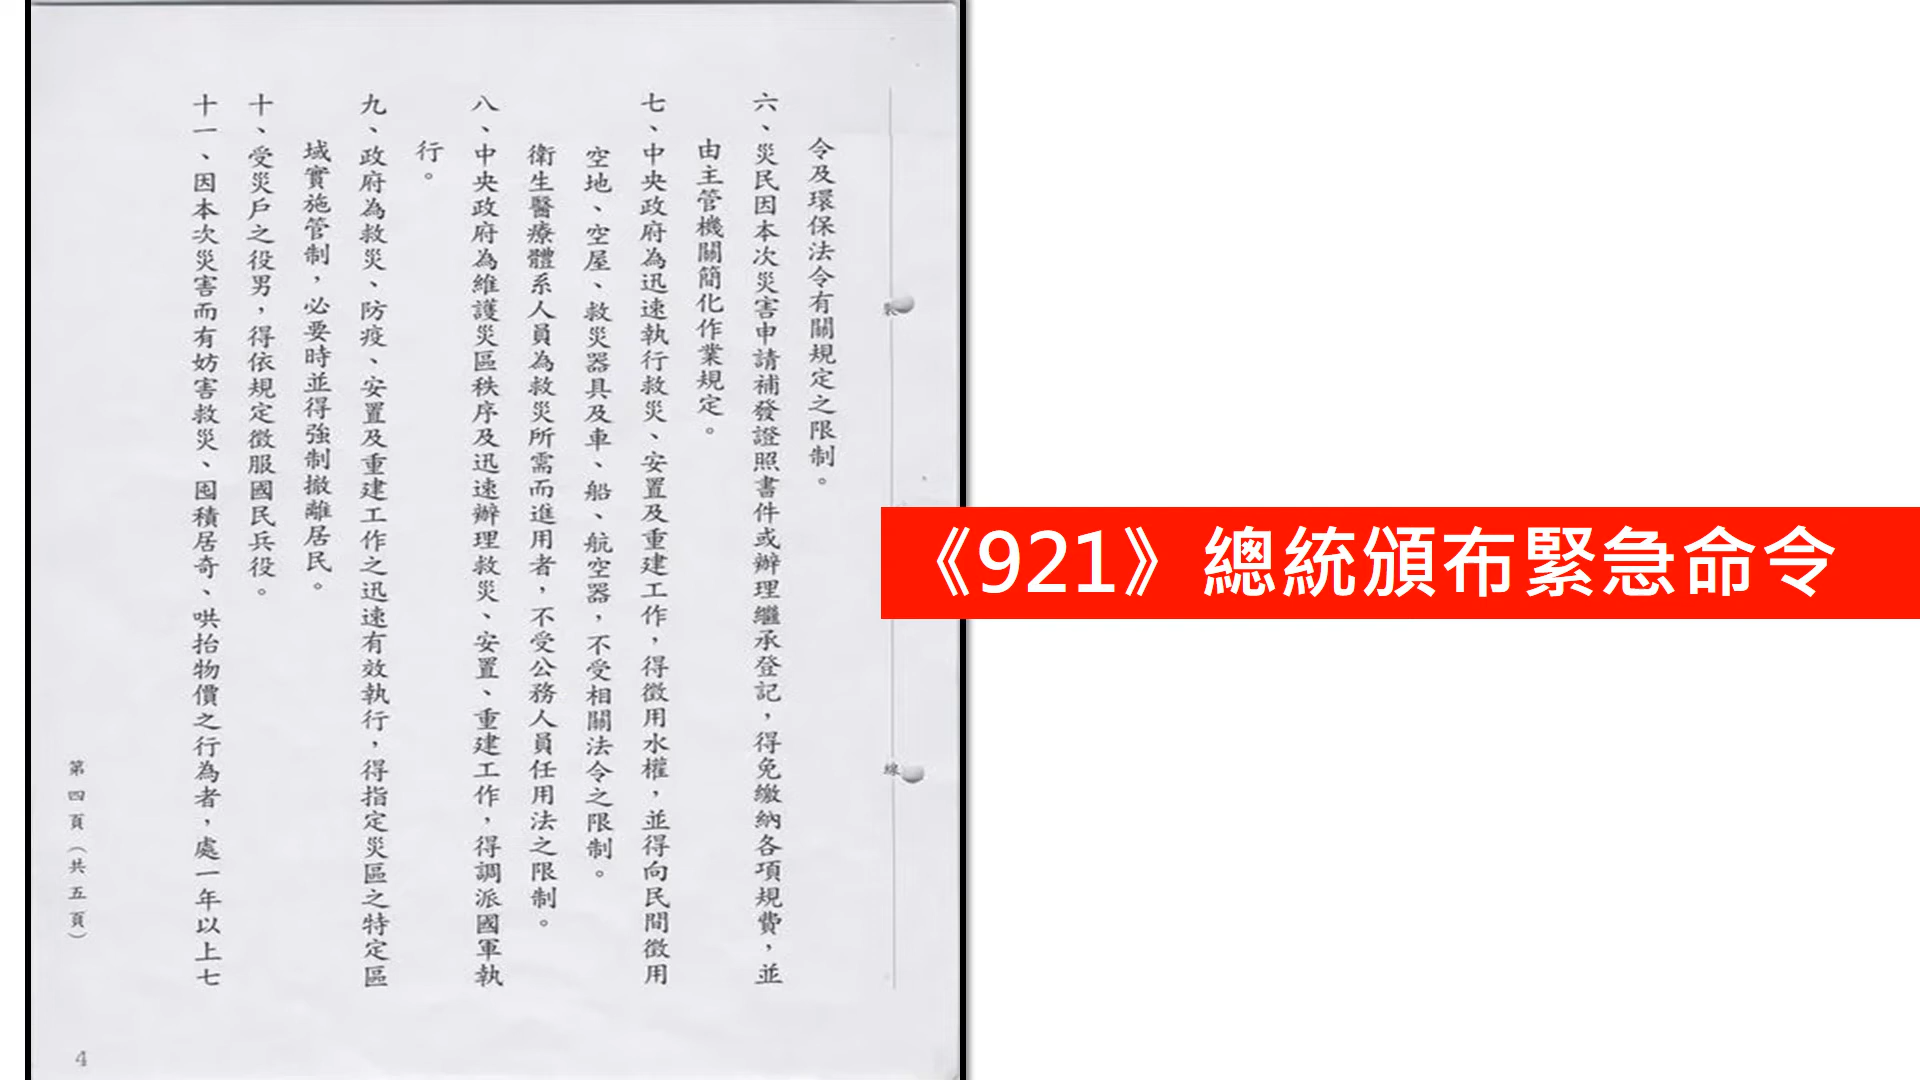 令及環保法令有關規定之限制。
六、災民因本次災害申請補發證照書件或辦理繼承登記，得免繳納各項規費，並
由主管機關簡化作業規定。
七、中央政府為迅速執行救災、安置及重建工作，得徵用水權，並得向民間徵用
空地、空屋、救災器具及車、船、航空器，不受相關法令之限制。
衛生醫療體系人員為救災所需而進用者，不受公務人員任用法之限制。
八、中央政府為維護災區秩序及迅速辦理救災、安置、重建工作，得調派國軍執
行。
九、政府為救災、防疫、安置及重建工作之迅速有效執行，得指定災區之特定區
域實施管制，必要時並得強制撤離居民。
十、受災戶之役男，得依規定徵服國民兵役。
十一、因本次災害而有妨害救災、囤積居奇、哄抬物價之行為者，處一年以上七
第四頁（共五頁）
4
裝
線
《921》總統頒布緊急命令